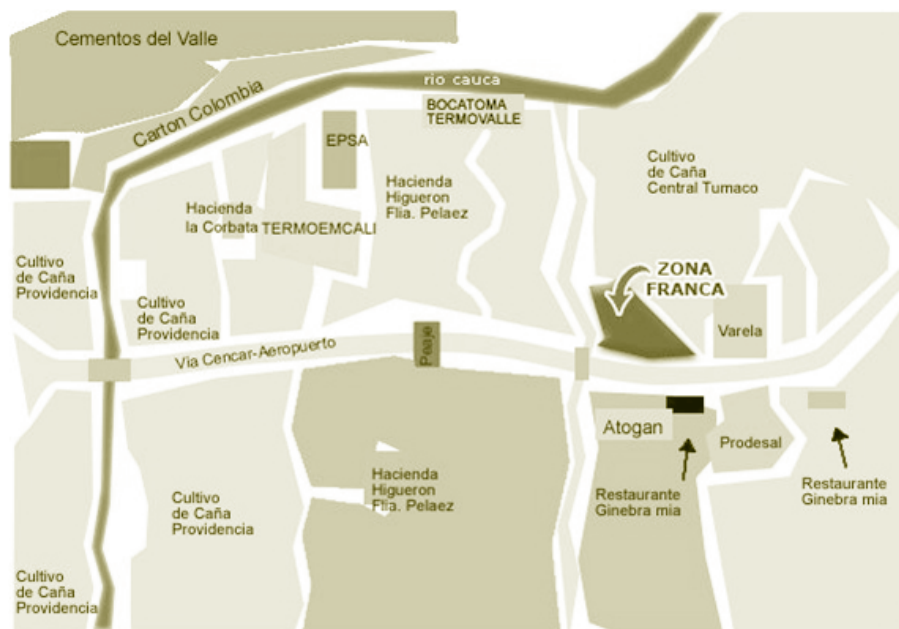 Cementos del Valle
Carton Colombia
rio cauca
BOCATOMA
TERMOVALLE
EPSA
Hacienda
Higueron
Flia. Pelaez
Cultivo
de Caña
Central Tumaco
Hacienda
la Corbata
TERMOEMCALI
Cultivo
de Caña
Providencia
Cultivo
de Caña
Providencia
ZONA
FRANCA
Varela
Via Cencar-Aeropuerto
Peaje
Atogan
Prodesal
Hacienda
Higueron
Flia. Pelaez
Restaurante
Ginebra mia
Restaurante
Ginebra mia
Cultivo
de Caña
Providencia
Cultivo
de Caña
Providencia